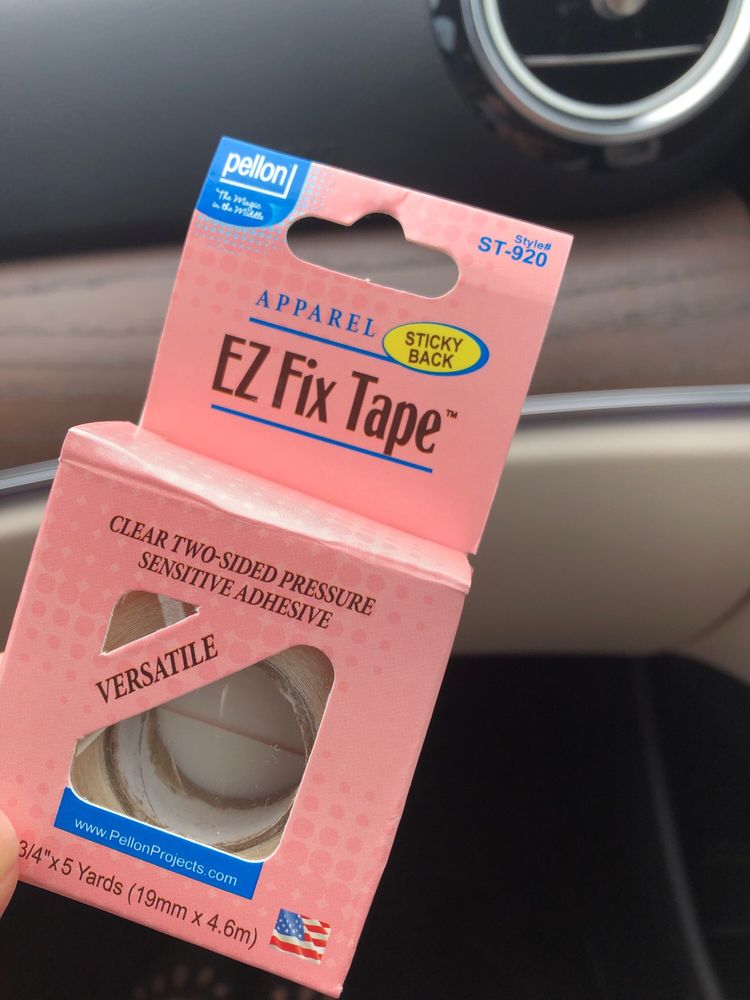 pellon
The Magic
in the Middle
Style#
ST-920
APPAREL
STICKY
BACK
EZ Fix Tape™
CLEAR TWO-SIDED PRESSURE
SENSITIVE ADHESIVE
VERSATILE
www.PellonProjects.com
3/4"x 5 Yards (19mm x 4.6m)